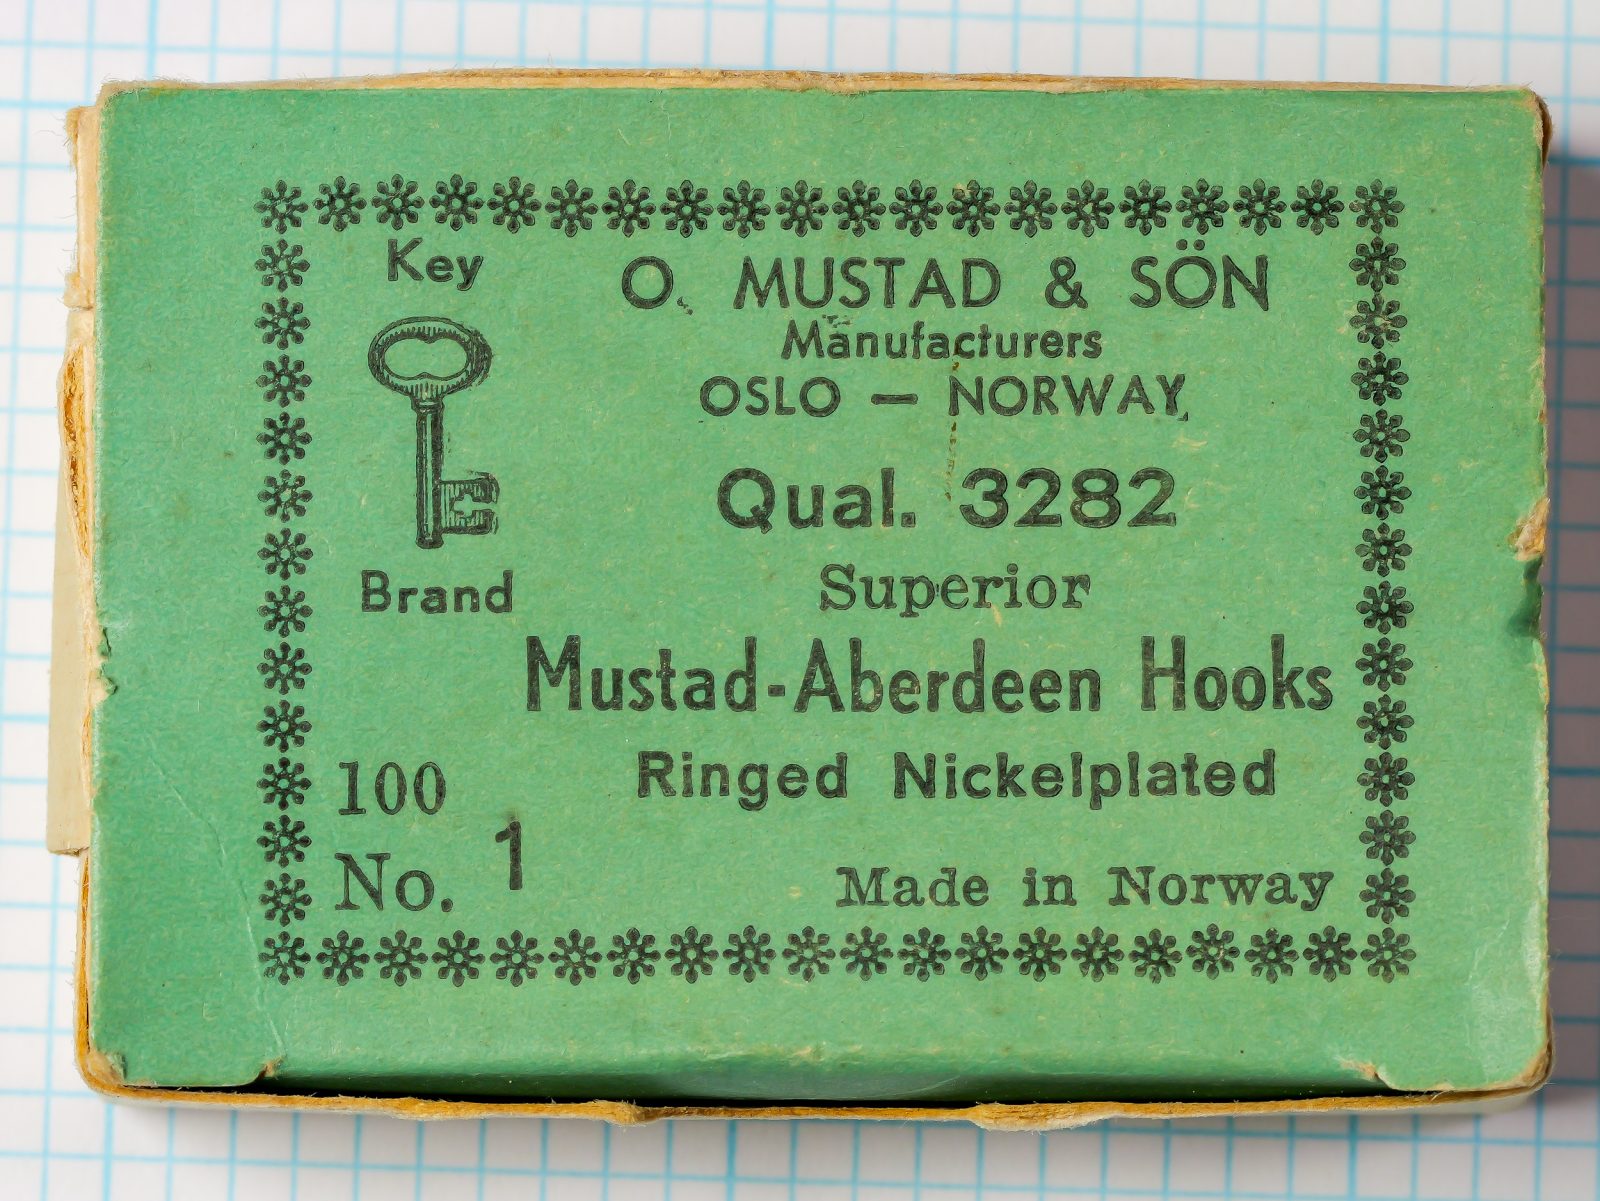 Key
Brand
O. MUSTAD & SÖN
Manufacturers
OSLO — NORWAY
Qual. 3282
Superior
Mustad-Aberdeen Hooks
Ringed Nickelplated
100
No. 1
Made in Norway